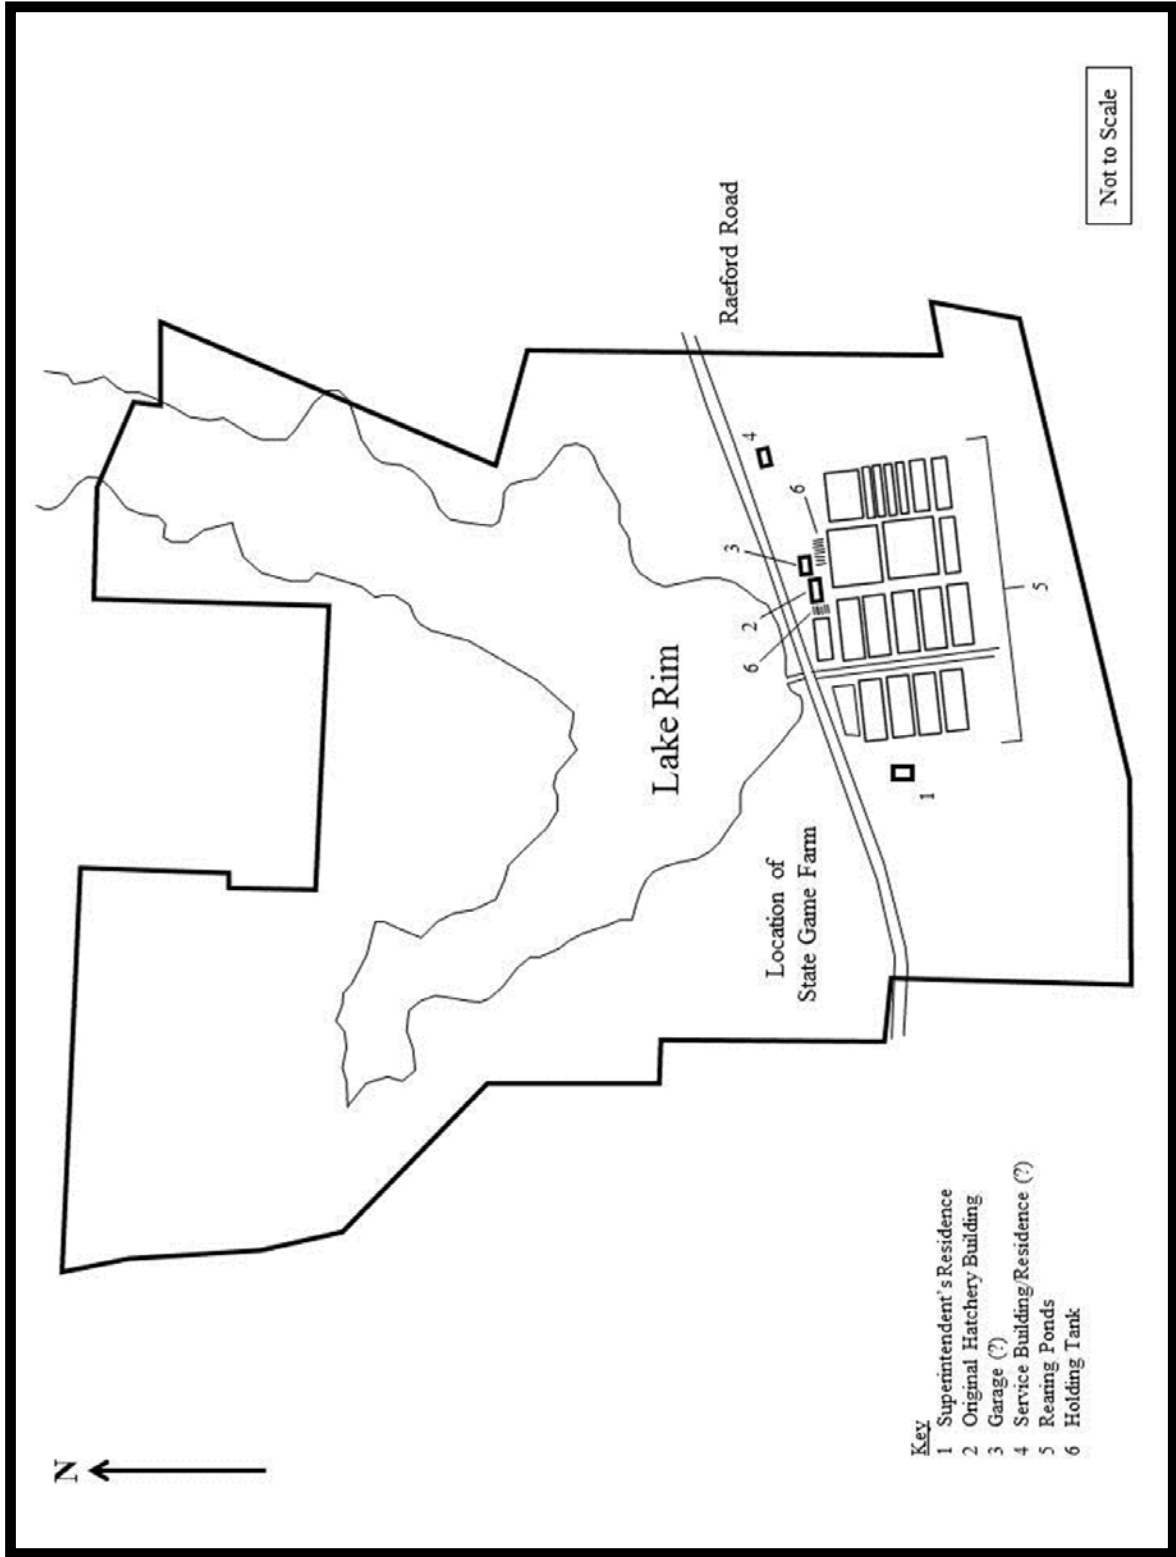 N
Lake Rim
Raeford Road
Location of
State Game Farm
4
6
3
2
6
5
1
Key
1 Superintendent's Residence
2 Original Hatchery Building
3 Garage (?)
4 Service Building/Residence (?)
5 Rearing Ponds
6 Holding Tank
Not to Scale